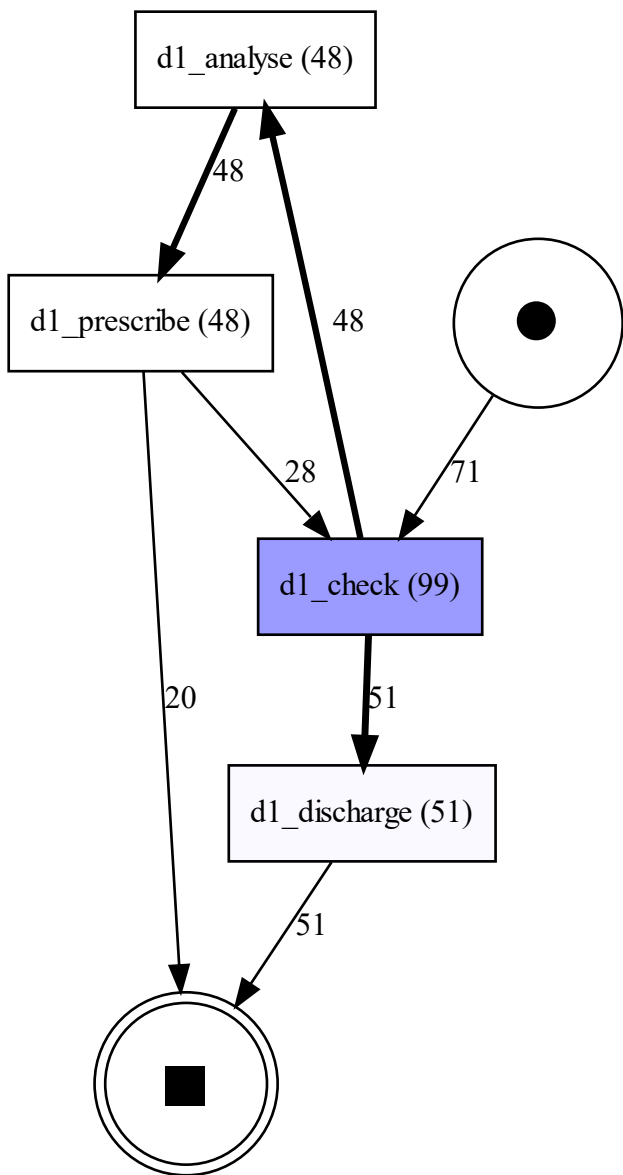 d1_analyse (48)
48
d1_prescribe (48)
48
28
71
d1_check (99)
20
51
d1_discharge (51)
51